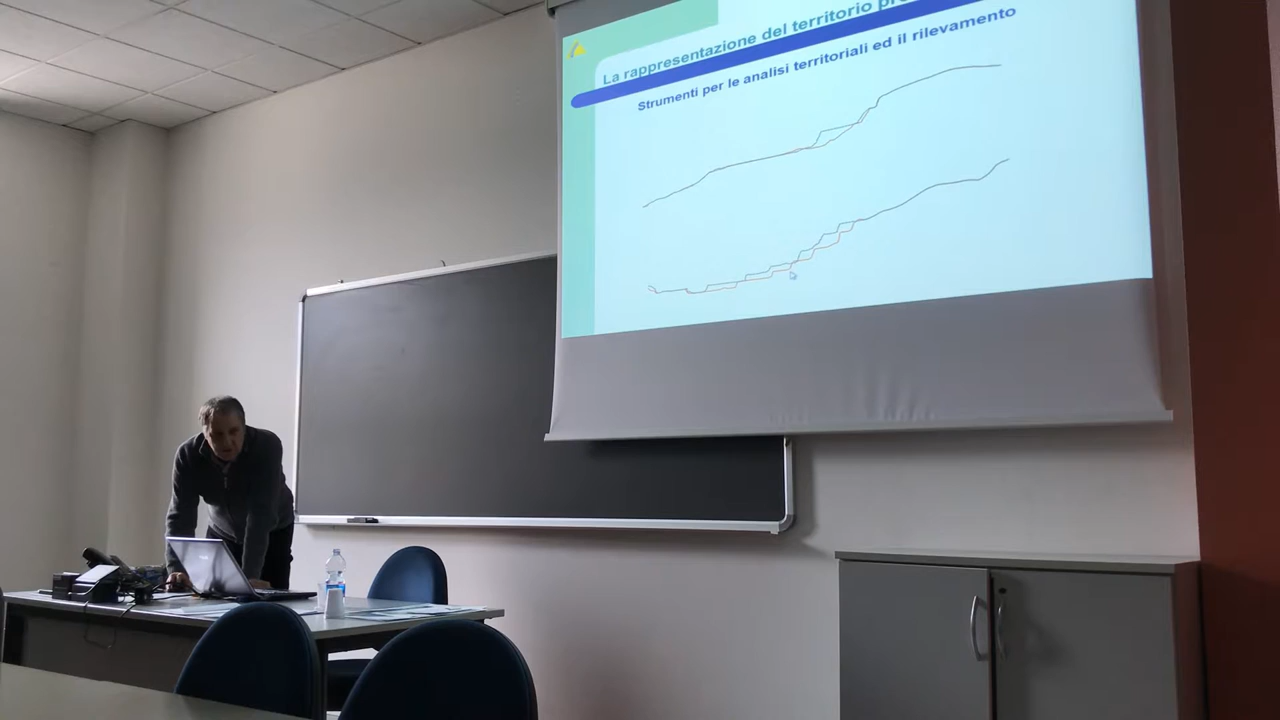 La rappresentazione del territorio
Strumenti per le analisi territoriali ed il rilevamento